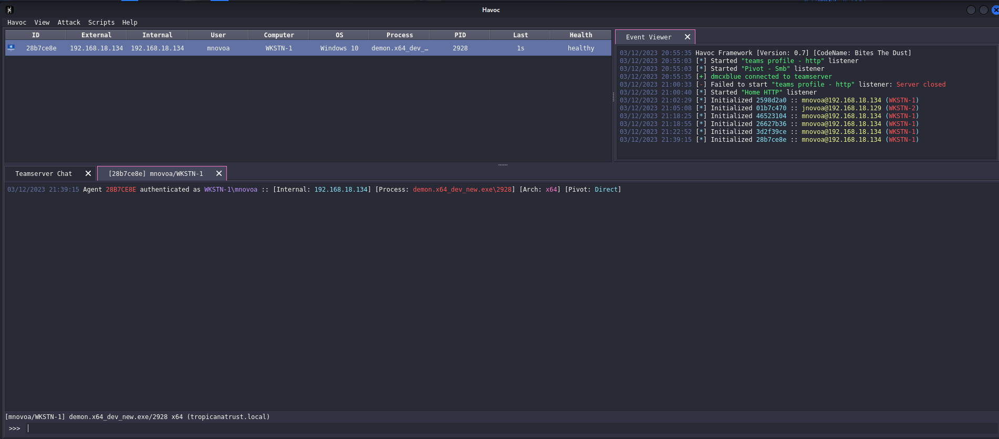 Havoc
Havoc View Attack Scripts Help
ID External Internal User Computer OS Process PID Last Health
28b7ce8e 192.168.18.134 192.168.18.134 mnovoa WKSTN-1 Windows 10 demon.x64_dev_… 2928 1s healthy
Event Viewer
03/12/2023 20:55:35 Havoc Framework [Version: 0.7] [CodeName: Bites The Dust]
03/12/2023 20:55:03 [*] Started "teams profile - http" listener
03/12/2023 20:55:03 [*] Started "Pivot - Smb" listener
03/12/2023 20:55:35 [+] dmcxblue connected to teamserver
03/12/2023 21:00:33 [-] Failed to start "teams profile - http" listener: Server closed
03/12/2023 21:00:40 [*] Started "Home HTTP" listener
03/12/2023 21:02:29 [*] Initialized 2598d2a0 :: mnovoa@192.168.18.134 (WKSTN-1)
03/12/2023 21:05:08 [*] Initialized 01b7c470 :: jnovoa@192.168.18.129 (WKSTN-2)
03/12/2023 21:18:25 [*] Initialized 46523104 :: mnovoa@192.168.18.134 (WKSTN-1)
03/12/2023 21:18:55 [*] Initialized 26627b36 :: mnovoa@192.168.18.134 (WKSTN-1)
03/12/2023 21:22:52 [*] Initialized 3d2f39ce :: mnovoa@192.168.18.134 (WKSTN-1)
03/12/2023 21:39:15 [*] Initialized 28b7ce8e :: mnovoa@192.168.18.134 (WKSTN-1)
Teamserver Chat
[28b7ce8e] mnovoa/WKSTN-1
03/12/2023 21:39:15 Agent 28B7CE8E authenticated as WKSTN-1\mnovoa :: [Internal: 192.168.18.134] [Process: demon.x64_dev_new.exe\2928] [Arch: x64] [Pivot: Direct]
[mnovoa/WKSTN-1] demon.x64_dev_new.exe/2928 x64 (tropicanatrust.local)
>>>